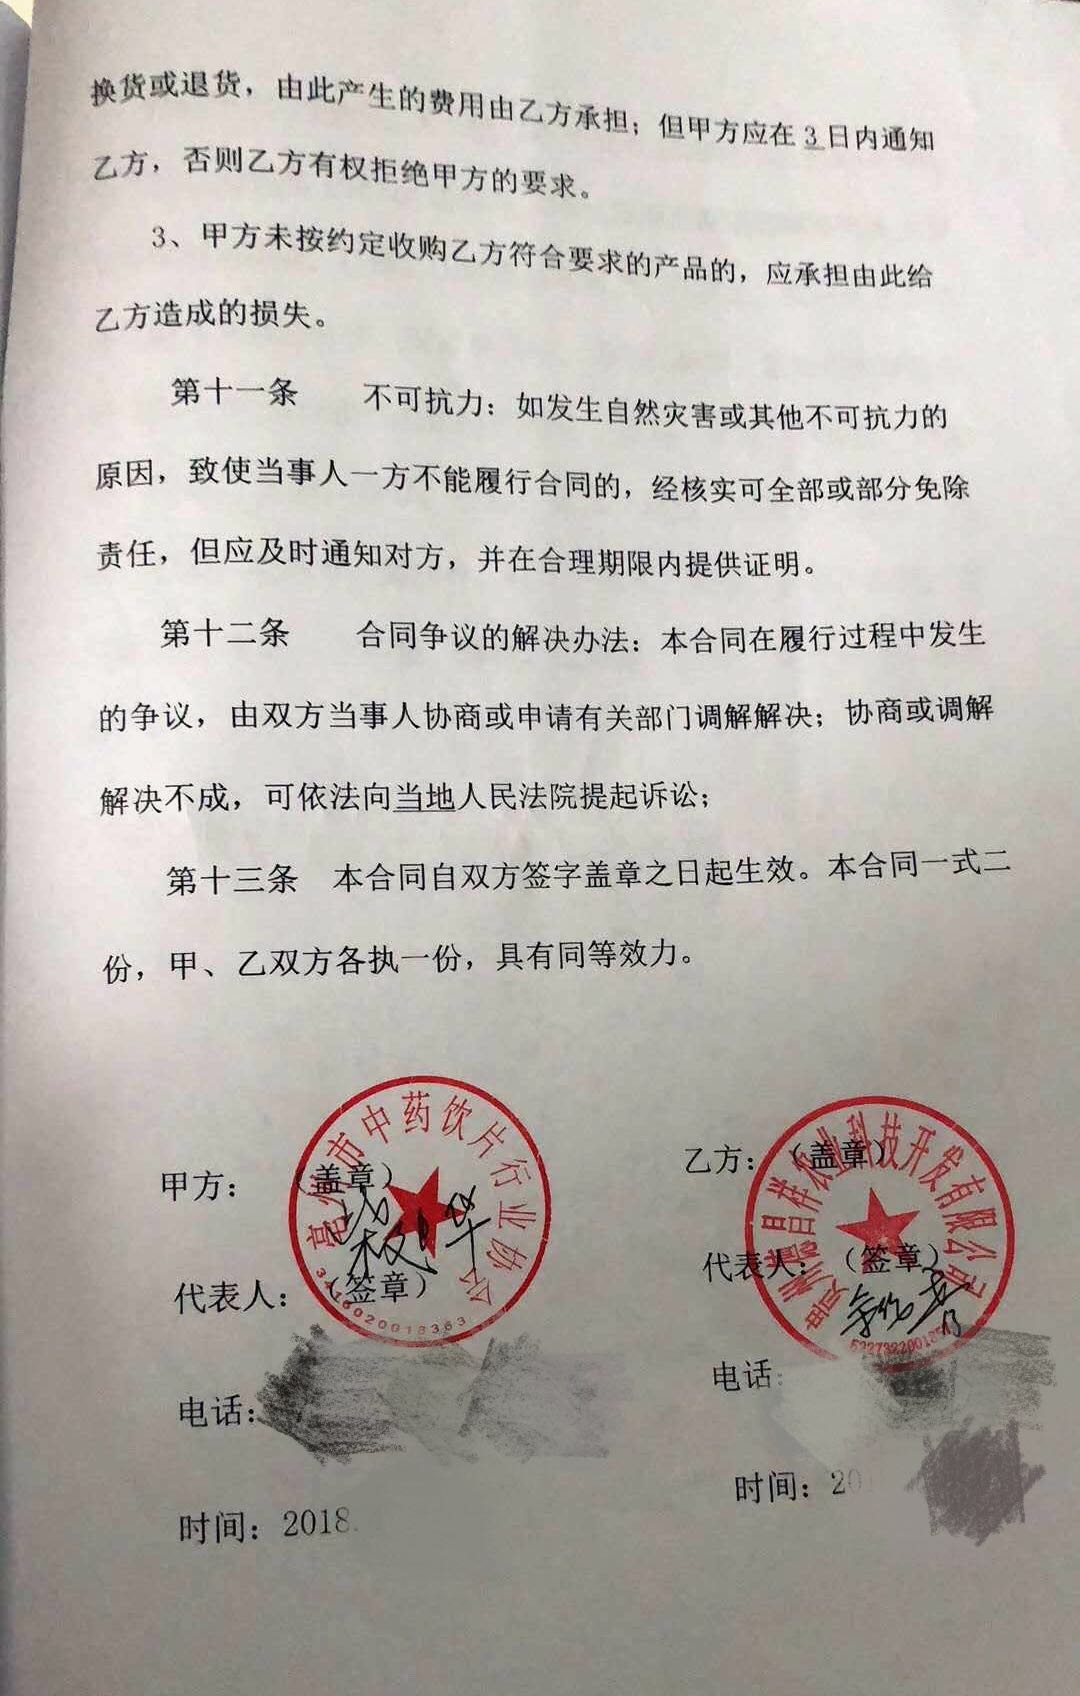 换货或退货，由此产生的费用由乙方承担；但甲方应在3日内通知
乙方，否则乙方有权拒绝甲方的要求。
3、甲方未按约定收购乙方符合要求的产品的，应承担由此给
乙方造成的损失。
第十一条 不可抗力：如发生自然灾害或其他不可抗力的
原因，致使当事人一方不能履行合同的，经核实可全部或部分免除
责任，但应及时通知对方，并在合理期限内提供证明。
第十二条 合同争议的解决办法：本合同在履行过程中发生
的争议，由双方当事人协商或申请有关部门调解解决；协商或调解
解决不成，可依法向当地人民法院提起诉讼；
第十三条 本合同自双方签字盖章之日起生效。本合同一式二
份，甲、乙双方各执一份，具有同等效力。
甲方：（盖章）
亳州市中药饮片行业协会
3416020018363
代表人：（签章）
电话：
时间：2018.
乙方：（盖章）
农业科技开发有限公司
代表人：（签章）
电话：
时间：20